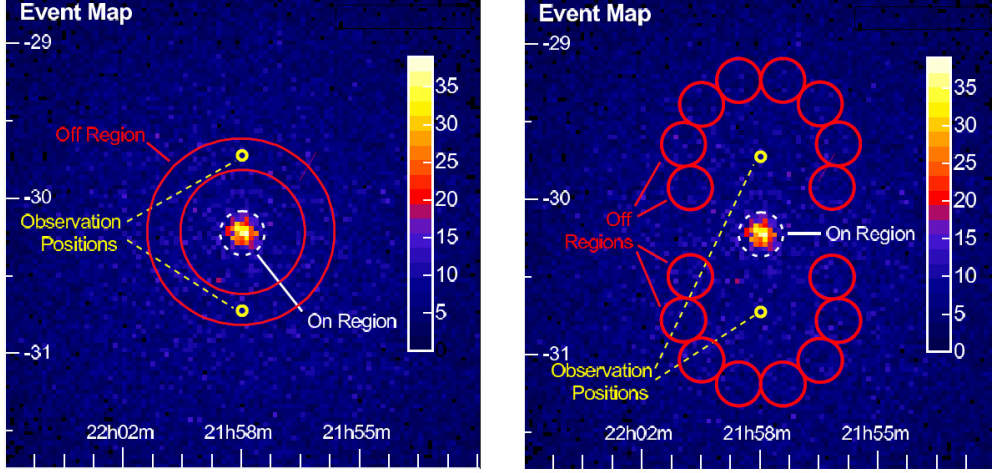 Event Map
-29
-30
-31
Off Region
Observation
Positions
On Region
35
30
25
20
15
10
5
0
22h02m
21h58m
21h55m
Event Map
-29
-30
-31
Off
Regions
On Region
Observation
Positions
35
30
25
20
15
10
5
0
22h02m
21h58m
21h55m